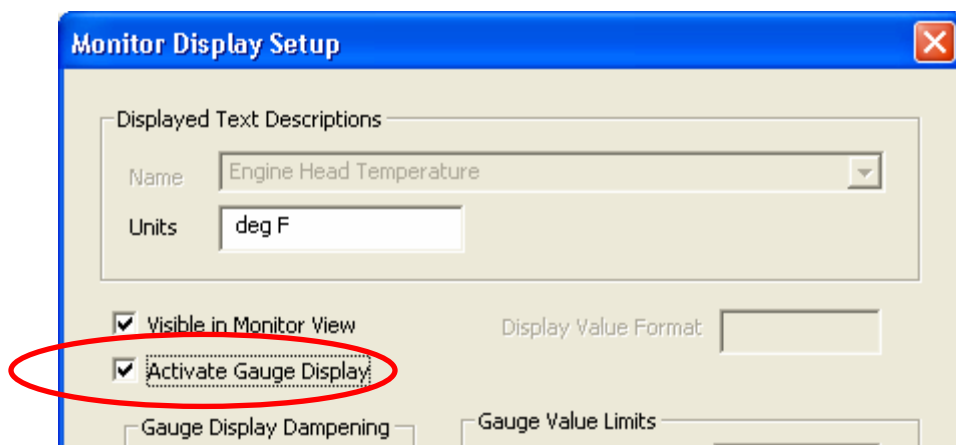 Monitor Display Setup
Displayed Text Descriptions
Name Engine Head Temperature
Units deg F
Visible in Monitor View Display Value Format
Activate Gauge Display
Gauge Display Dampening Gauge Value Limits